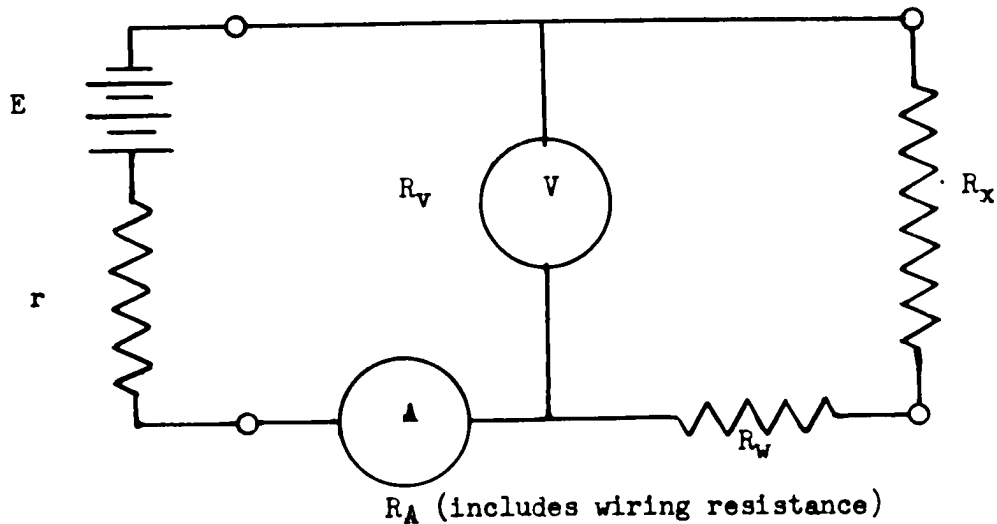 E
R_v
V
R_x
r
A
R_w
R_A (includes wiring resistance)